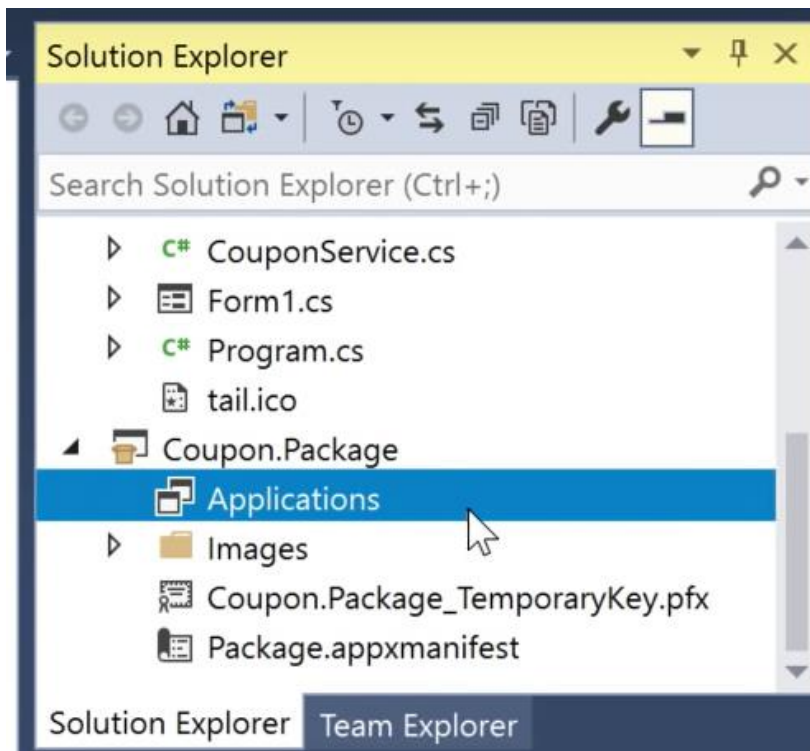 Solution Explorer
Search Solution Explorer (Ctrl+;)
C# CouponService.cs
Form1.cs
C# Program.cs
tail.ico
Coupon.Package
Applications
Images
Coupon.Package_TemporaryKey.pfx
Package.appxmanifest
Solution Explorer Team Explorer